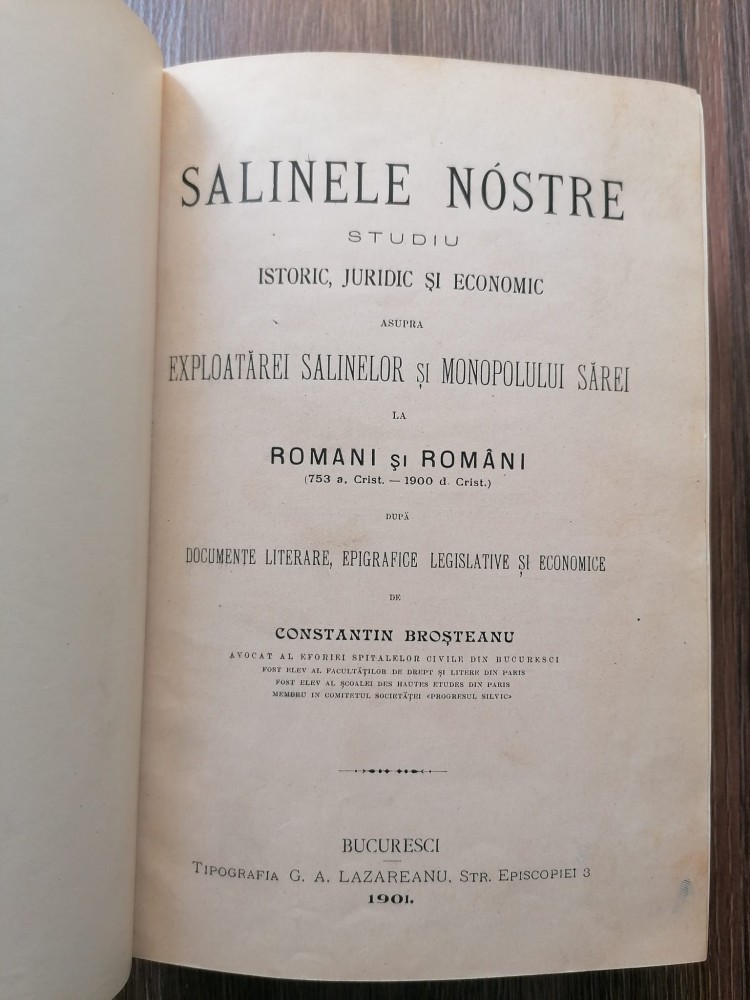 SALINELE NÓSTRE
STUDIU
ISTORIC, JURIDIC ŞI ECONOMIC
ASUPRA
EXPLOATĂREI SALINELOR ŞI MONOPOLULUI SĂREI
LA
ROMANI ŞI ROMÂNI
(753 a, Crist. — 1900 d. Crist.)
DUPĂ
DOCUMENTE LITERARE, EPIGRAFICE LEGISLATIVE ŞI ECONOMICE
DE
CONSTANTIN BROŞTEANU
AVOCAT AL EFORIEI SPITALELOR CIVILE DIN BUCURESCI
FOST ELEV AL FACULTĂŢILOR DE DREPT ŞI LITERE DIN PARIS
FOST ELEV AL ŞCOALEI DES HAUTES ETUDES DIN PARIS
MEMBRU IN COMITETUL SOCIETĂŢEI «PROGRESUL SILVIC»
BUCURESCI
TIPOGRAFIA G. A. LAZAREANU, STR. EPISCOPIEI 3
1901.